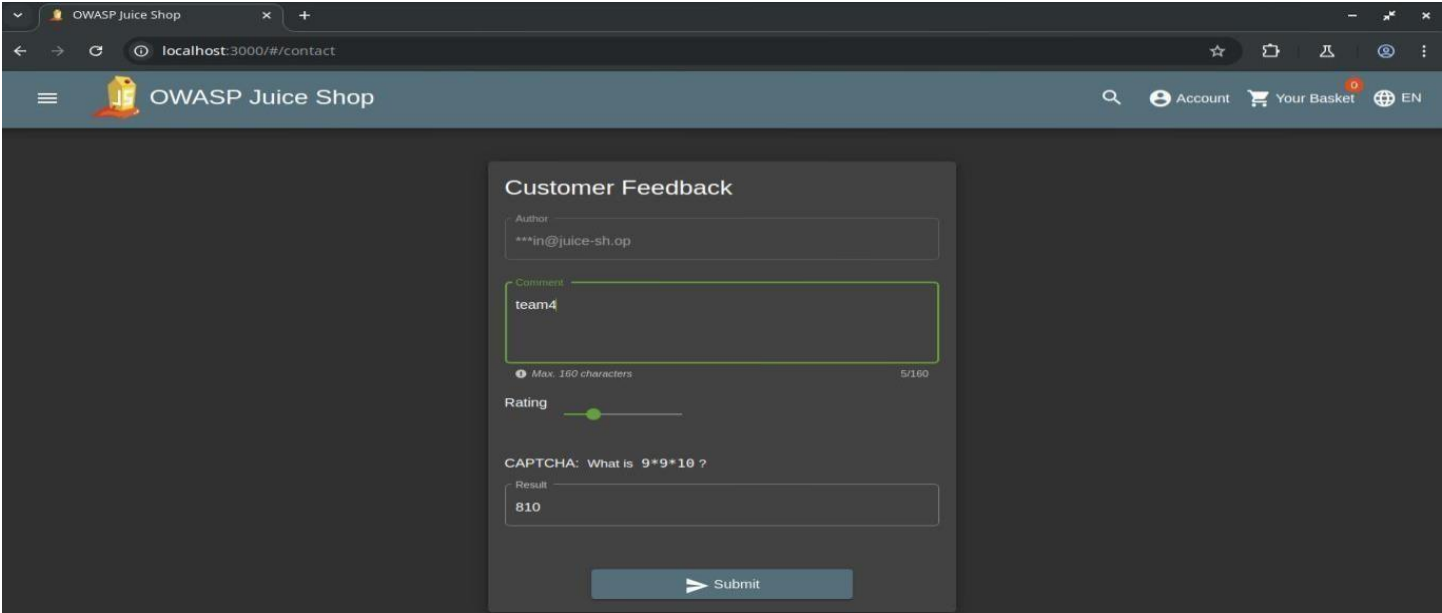 OWASP Juice Shop
localhost:3000/#/contact
JS OWASP Juice Shop Account 0 Your Basket EN
Customer Feedback
Author
***in@juice-sh.op
Comment
team4
Max. 160 characters 5/160
Rating
CAPTCHA: What is 9*9*10 ?
Result
810
Submit